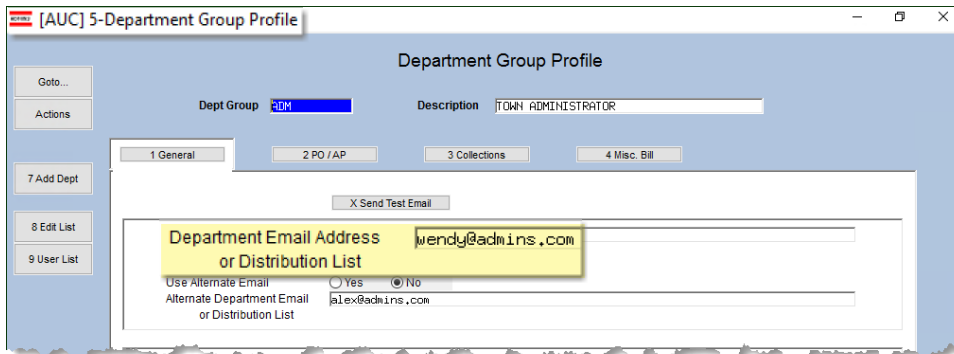 [AUC] 5-Department Group Profile
Department Group Profile
Goto...
Actions
7 Add Dept
8 Edit List
9 User List
Dept Group ADM Description TOWN ADMINISTRATOR
1 General 2 PO / AP 3 Collections 4 Misc. Bill
X Send Test Email
Department Email Address wendy@admins.com
or Distribution List
Use Alternate Email Yes No
Alternate Department Email alex@admins.com
or Distribution List